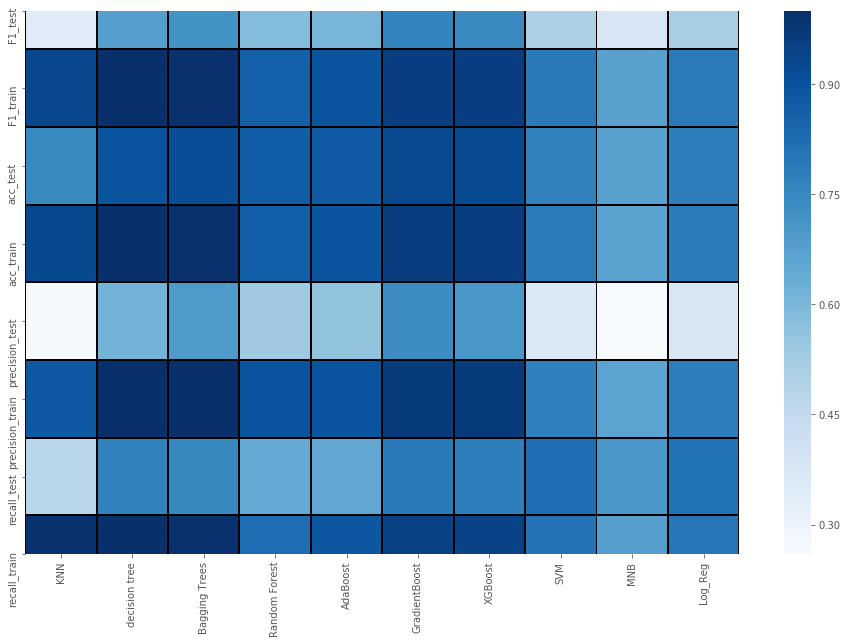 F1_test
F1_train
acc_test
acc_train
precision_test
precision_train
recall_test
recall_train
KNN
decision tree
Bagging Trees
Random Forest
AdaBoost
GradientBoost
XGBoost
SVM
MNB
Log_Reg
0.90
0.75
0.60
0.45
0.30